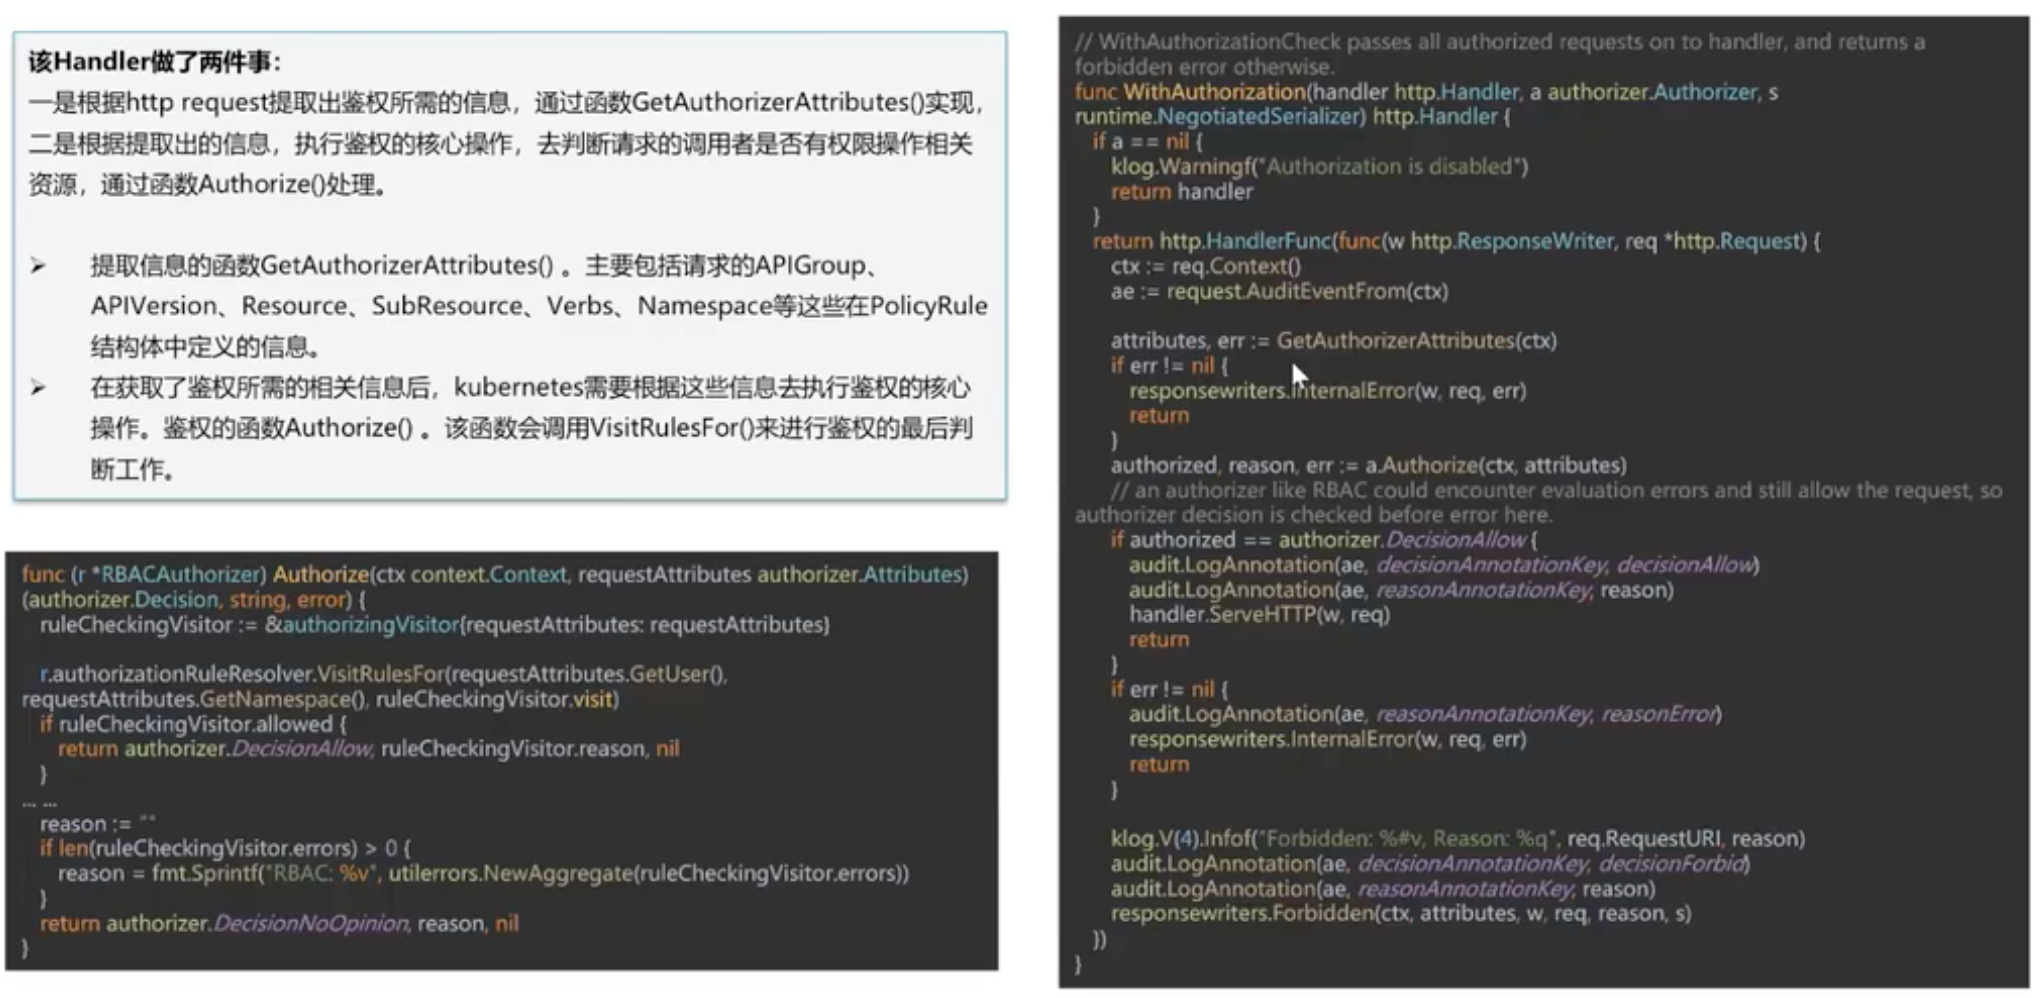 该Handler做了两件事：
一是根据http request提取出鉴权所需的信息，通过函数GetAuthorizerAttributes()实现，
二是根据提取出的信息，执行鉴权的核心操作，去判断请求的调用者是否有权限操作相关
资源，通过函数Authorize()处理。
➢ 提取信息的函数GetAuthorizerAttributes() 。主要包括请求的APIGroup、
APIVersion、Resource、SubResource、Verbs、Namespace等这些在PolicyRule
结构体中定义的信息。
➢ 在获取了鉴权所需的相关信息后，kubernetes需要根据这些信息去执行鉴权的核心
操作。鉴权的函数Authorize() 。该函数会调用VisitRulesFor()来进行鉴权的最后判
断工作。
func (r *RBACAuthorizer) Authorize(ctx context.Context, requestAttributes authorizer.Attributes)
(authorizer.Decision, string, error) {
ruleCheckingVisitor := &authorizingVisitor{requestAttributes: requestAttributes}
r.authorizationRuleResolver.VisitRulesFor(requestAttributes.GetUser(),
requestAttributes.GetNamespace(), ruleCheckingVisitor.visit)
if ruleCheckingVisitor.allowed {
return authorizer.DecisionAllow, ruleCheckingVisitor.reason, nil
}
... ...
reason := ""
if len(ruleCheckingVisitor.errors) > 0 {
reason = fmt.Sprintf("RBAC: %v", utilerrors.NewAggregate(ruleCheckingVisitor.errors))
}
return authorizer.DecisionNoOpinion, reason, nil
}
// WithAuthorizationCheck passes all authorized requests on to handler, and returns a
forbidden error otherwise.
func WithAuthorization(handler http.Handler, a authorizer.Authorizer, s
runtime.NegotiatedSerializer) http.Handler {
if a == nil {
klog.Warningf("Authorization is disabled")
return handler
}
return http.HandlerFunc(func(w http.ResponseWriter, req *http.Request) {
ctx := req.Context()
ae := request.AuditEventFrom(ctx)
attributes, err := GetAuthorizerAttributes(ctx)
if err != nil {
responsewriters.InternalError(w, req, err)
return
}
authorized, reason, err := a.Authorize(ctx, attributes)
// an authorizer like RBAC could encounter evaluation errors and still allow the request, so
authorizer decision is checked before error here.
if authorized == authorizer.DecisionAllow {
audit.LogAnnotation(ae, decisionAnnotationKey, decisionAllow)
audit.LogAnnotation(ae, reasonAnnotationKey, reason)
handler.ServeHTTP(w, req)
return
}
if err != nil {
audit.LogAnnotation(ae, reasonAnnotationKey, reasonError)
responsewriters.InternalError(w, req, err)
return
}
klog.V(4).Infof("Forbidden: %#v, Reason: %q", req.RequestURI, reason)
audit.LogAnnotation(ae, decisionAnnotationKey, decisionForbid)
audit.LogAnnotation(ae, reasonAnnotationKey, reason)
responsewriters.Forbidden(ctx, attributes, w, req, reason, s)
})
}